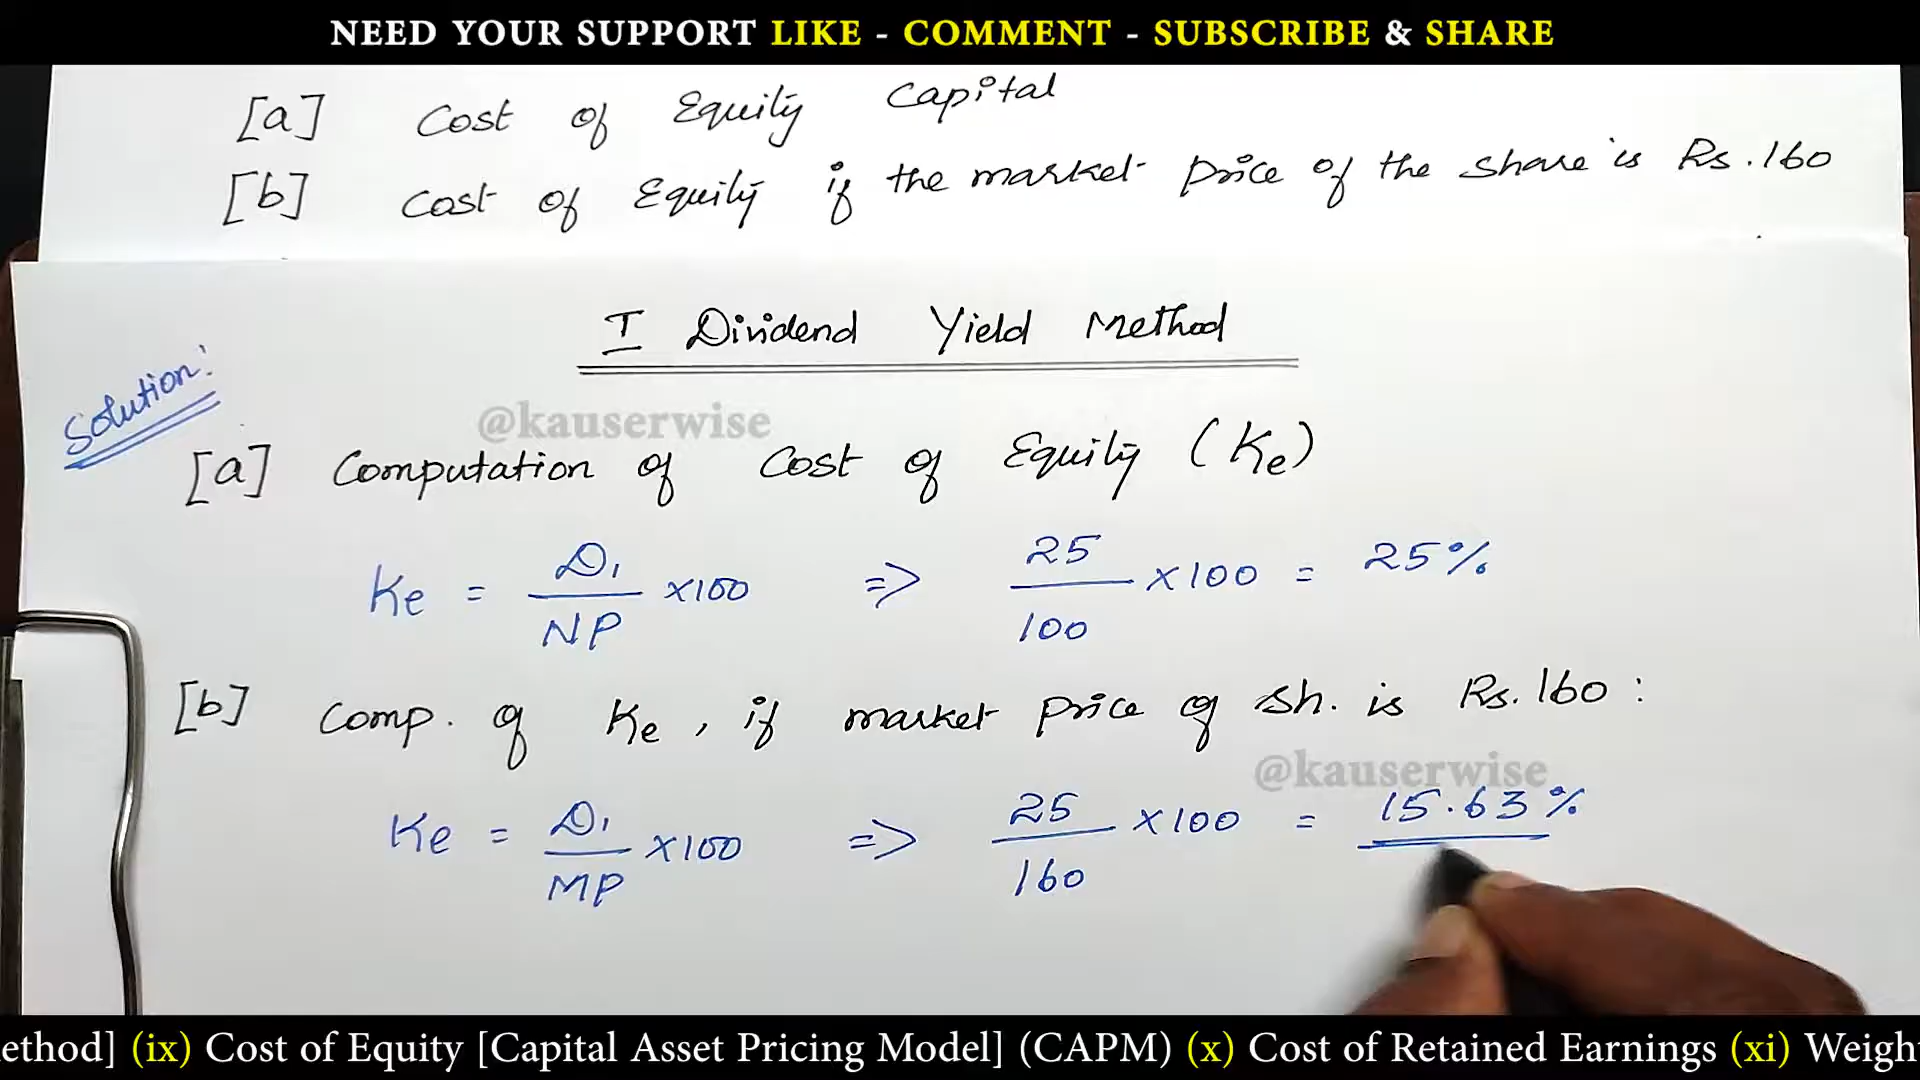 NEED YOUR SUPPORT LIKE - COMMENT - SUBSCRIBE & SHARE
[a] Cost of Equity Capital
[b] Cost of Equity if the market price of the share is Rs.160
I Dividend Yield Method
Solution:
@kauserwise
[a] Computation of Cost of Equity (Ke)
Ke = D₁/NP ×100 => 25/100 ×100 = 25%
[b] Comp. of Ke, if market price of sh. is Rs.160:
@kauserwise
Ke = D₁/MP ×100 => 25/160 ×100 = 15.63%
ethod] (ix) Cost of Equity [Capital Asset Pricing Model] (CAPM) (x) Cost of Retained Earnings (xi) Weigh